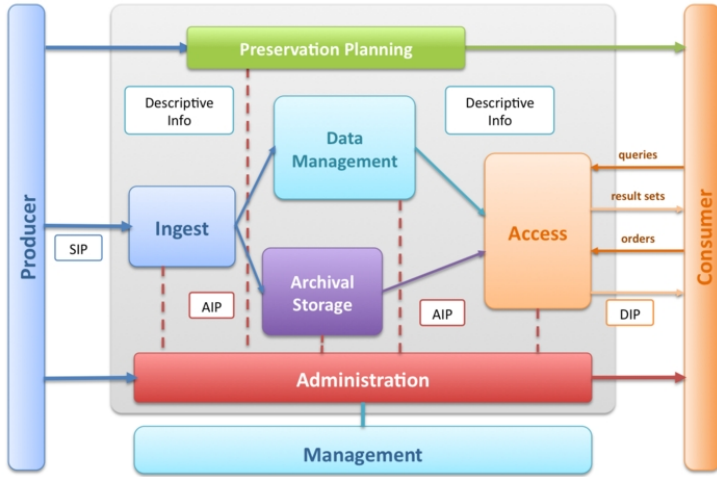 Preservation Planning
Descriptive
Info
Descriptive
Info
Data
Management
Producer
SIP
Ingest
AIP
Archival
Storage
AIP
Access
queries
result sets
orders
DIP
Consumer
Administration
Management